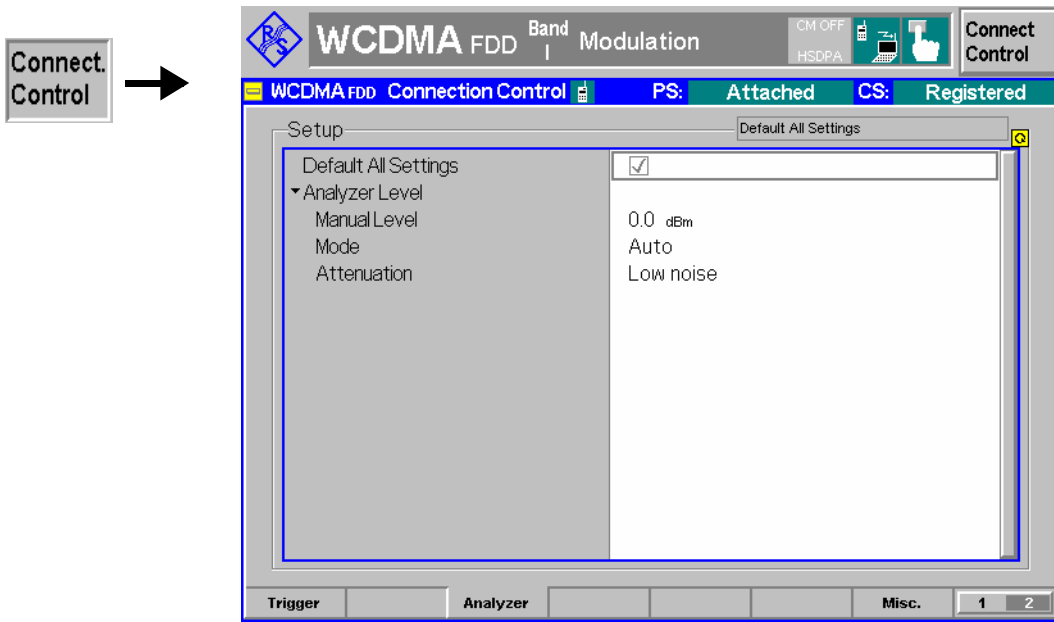 Connect.
Control
R S
WCDMA FDD Band I Modulation
CM OFF
HSDPA
Connect
Control
WCDMA FDD Connection Control PS: Attached CS: Registered
Setup
Default All Settings
Default All Settings
Analyzer Level
Manual Level 0.0 dBm
Mode Auto
Attenuation Low noise
Trigger Analyzer Misc. 1 2